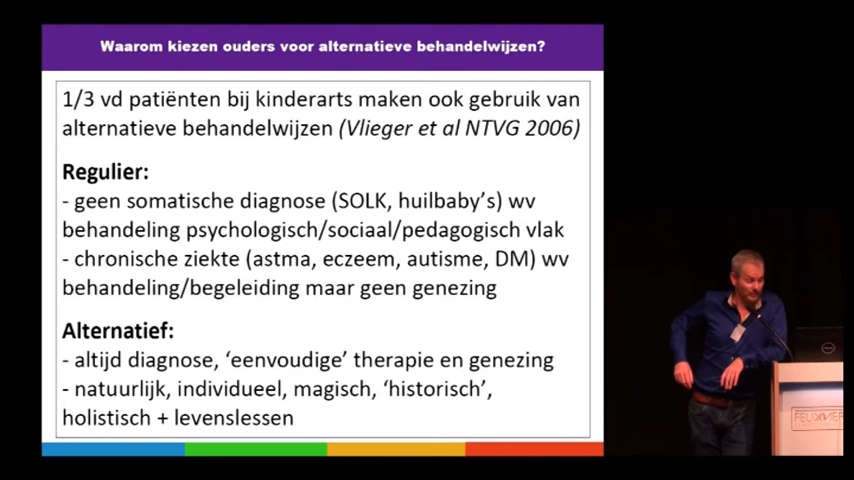 Waarom kiezen ouders voor alternatieve behandelwijzen?
1/3 vd patiënten bij kinderarts maken ook gebruik van
alternatieve behandelwijzen (Vlieger et al NTVG 2006)
Regulier:
- geen somatische diagnose (SOLK, huilbaby’s) wv
behandeling psychologisch/sociaal/pedagogisch vlak
- chronische ziekte (astma, eczeem, autisme, DM) wv
behandeling/begeleiding maar geen genezing
Alternatief:
- altijd diagnose, ‘eenvoudige’ therapie en genezing
- natuurlijk, individueel, magisch, ‘historisch’,
holistisch + levenslessen